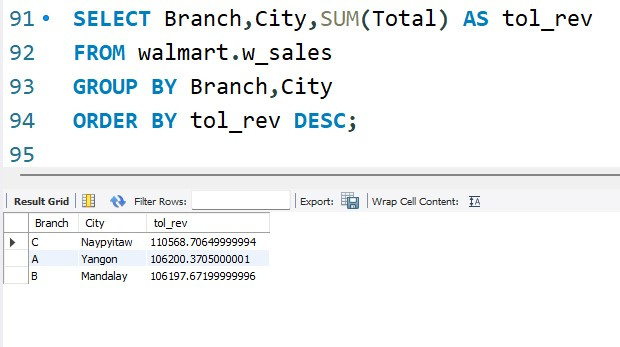 91 SELECT Branch,City,SUM(Total) AS tol_rev
92 FROM walmart.w_sales
93 GROUP BY Branch,City
94 ORDER BY tol_rev DESC;
95
Result Grid Filter Rows: Export: Wrap Cell Content: IA
Branch City tol_rev
C Naypyitaw 110568.70649999994
A Yangon 106200.3705000001
B Mandalay 106197.67199999996